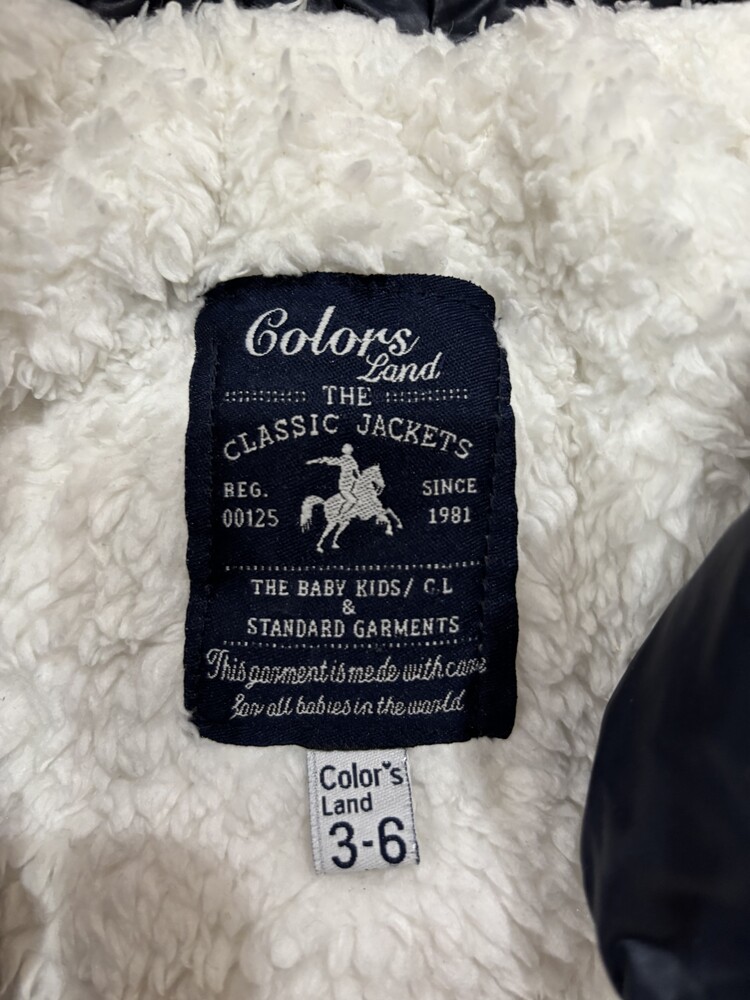 Colors
Land
THE
CLASSIC JACKETS
REG. SINCE
00125 1981
THE BABY KIDS/ C.L
&
STANDARD GARMENTS
This garment is made with care
for all babies in the world
Color's
Land
3-6